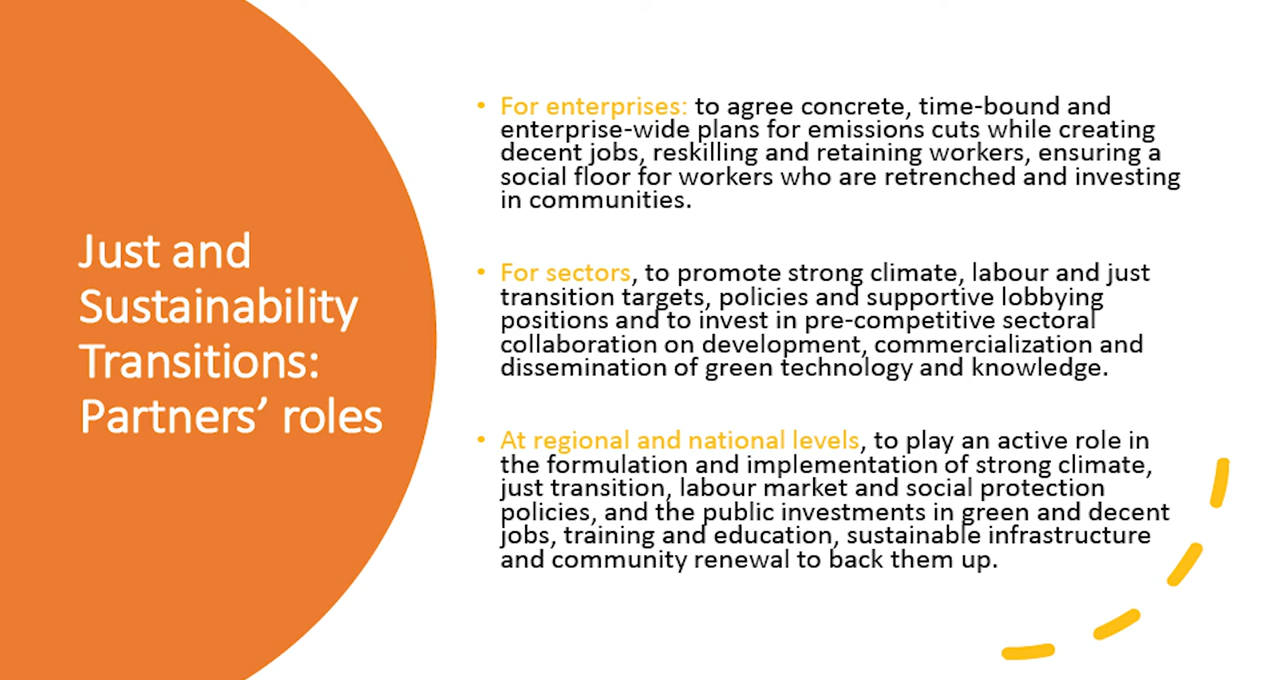 Just and
Sustainability
Transitions:
Partners’ roles
• For enterprises: to agree concrete, time-bound and
enterprise-wide plans for emissions cuts while creating
decent jobs, reskilling and retaining workers, ensuring a
social floor for workers who are retrenched and investing
in communities.
• For sectors, to promote strong climate, labour and just
transition targets, policies and supportive lobbying
positions and to invest in pre-competitive sectoral
collaboration on development, commercialization and
dissemination of green technology and knowledge.
• At regional and national levels, to play an active role in
the formulation and implementation of strong climate,
just transition, labour market and social protection
policies, and the public investments in green and decent
jobs, training and education, sustainable infrastructure
and community renewal to back them up.